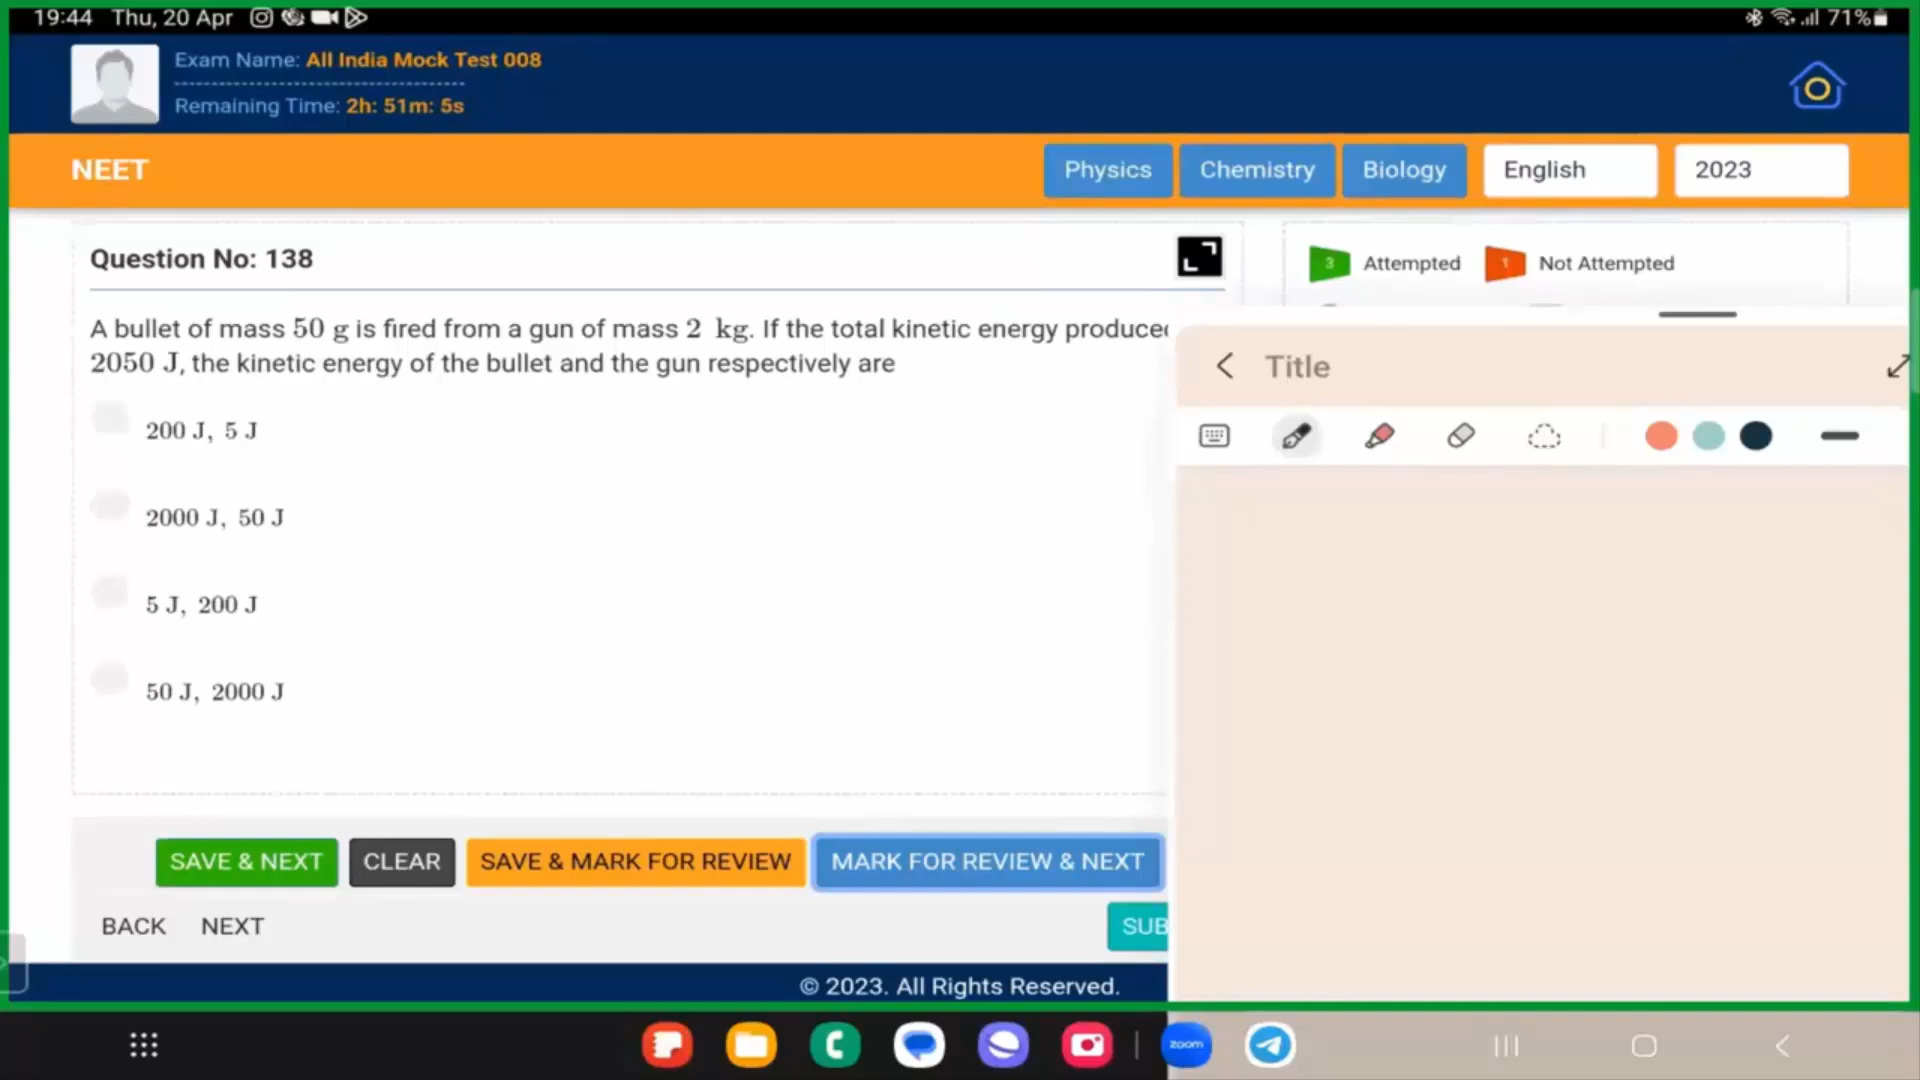 19:44 Thu, 20 Apr
71%
Exam Name: All India Mock Test 008
Remaining Time: 2h: 51m: 5s
NEET
Physics
Chemistry
Biology
English
2023
Question No: 138
3 Attempted
1 Not Attempted
A bullet of mass 50 g is fired from a gun of mass 2 kg. If the total kinetic energy produced
2050 J, the kinetic energy of the bullet and the gun respectively are
Title
200 J, 5 J
2000 J, 50 J
5 J, 200 J
50 J, 2000 J
SAVE & NEXT
CLEAR
SAVE & MARK FOR REVIEW
MARK FOR REVIEW & NEXT
BACK
NEXT
SUB
© 2023. All Rights Reserved.
zoom